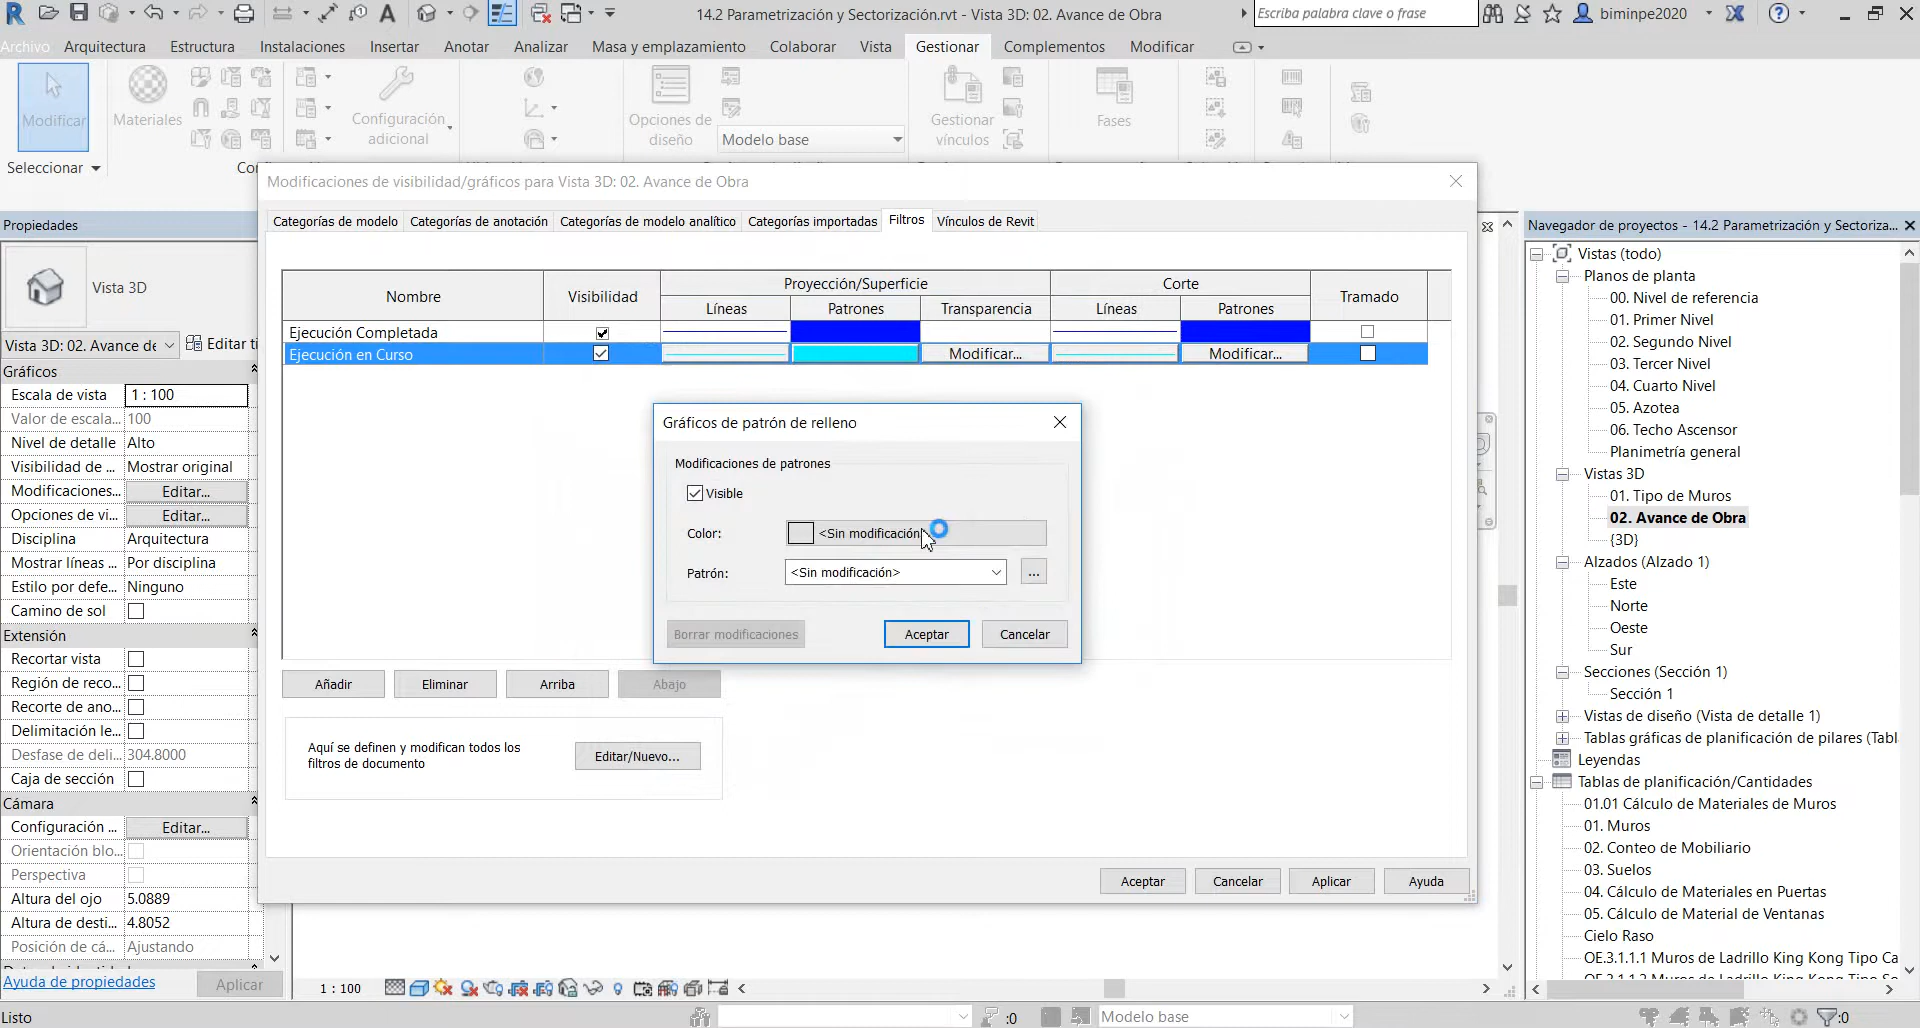 14.2 Parametrización y Sectorización.rvt - Vista 3D: 02. Avance de Obra
Escriba palabra clave o frase
biminpe2020
Archivo Arquitectura Estructura Instalaciones Insertar Anotar Analizar Masa y emplazamiento Colaborar Vista Gestionar Complementos Modificar
Modificar
Materiales
Configuración
adicional
Opciones de
diseño
Modelo base
Gestionar
vínculos
Fases
Seleccionar
Modificaciones de visibilidad/gráficos para Vista 3D: 02. Avance de Obra
Categorías de modelo Categorías de anotación Categorías de modelo analítico Categorías importadas Filtros Vínculos de Revit
Nombre Visibilidad Proyección/Superficie Corte Tramado
Líneas Patrones Transparencia Líneas Patrones
Ejecución Completada
Ejecución en Curso Modificar... Modificar...
Gráficos de patrón de relleno
Modificaciones de patrones
Visible
Color: <Sin modificación
Patrón: <Sin modificación> ...
Borrar modificaciones Aceptar Cancelar
Añadir Eliminar Arriba Abajo
Aquí se definen y modifican todos los
filtros de documento
Editar/Nuevo...
Aceptar Cancelar Aplicar Ayuda
Propiedades
Vista 3D
Vista 3D: 02. Avance de Editar ti
Gráficos
Escala de vista 1 : 100
Valor de escala... 100
Nivel de detalle Alto
Visibilidad de ... Mostrar original
Modificaciones... Editar...
Opciones de vi... Editar...
Disciplina Arquitectura
Mostrar líneas ... Por disciplina
Estilo por defe... Ninguno
Camino de sol
Extensión
Recortar vista
Región de reco...
Recorte de ano...
Delimitación le...
Desfase de deli... 304.8000
Caja de sección
Cámara
Configuración ... Editar...
Orientación blo...
Perspectiva
Altura del ojo 5.0889
Altura de desti... 4.8052
Posición de cá... Ajustando
Ayuda de propiedades Aplicar
1 : 100
Listo
:0
Modelo base
:0
Navegador de proyectos - 14.2 Parametrización y Sectoriza...
Vistas (todo)
Planos de planta
00. Nivel de referencia
01. Primer Nivel
02. Segundo Nivel
03. Tercer Nivel
04. Cuarto Nivel
05. Azotea
06. Techo Ascensor
Planimetría general
Vistas 3D
01. Tipo de Muros
02. Avance de Obra
{3D}
Alzados (Alzado 1)
Este
Norte
Oeste
Sur
Secciones (Sección 1)
Sección 1
Vistas de diseño (Vista de detalle 1)
Tablas gráficas de planificación de pilares (Tabl
Leyendas
Tablas de planificación/Cantidades
01.01 Cálculo de Materiales de Muros
01. Muros
02. Conteo de Mobiliario
03. Suelos
04. Cálculo de Materiales en Puertas
05. Cálculo de Material de Ventanas
Cielo Raso
OE.3.1.1.1 Muros de Ladrillo King Kong Tipo Ca